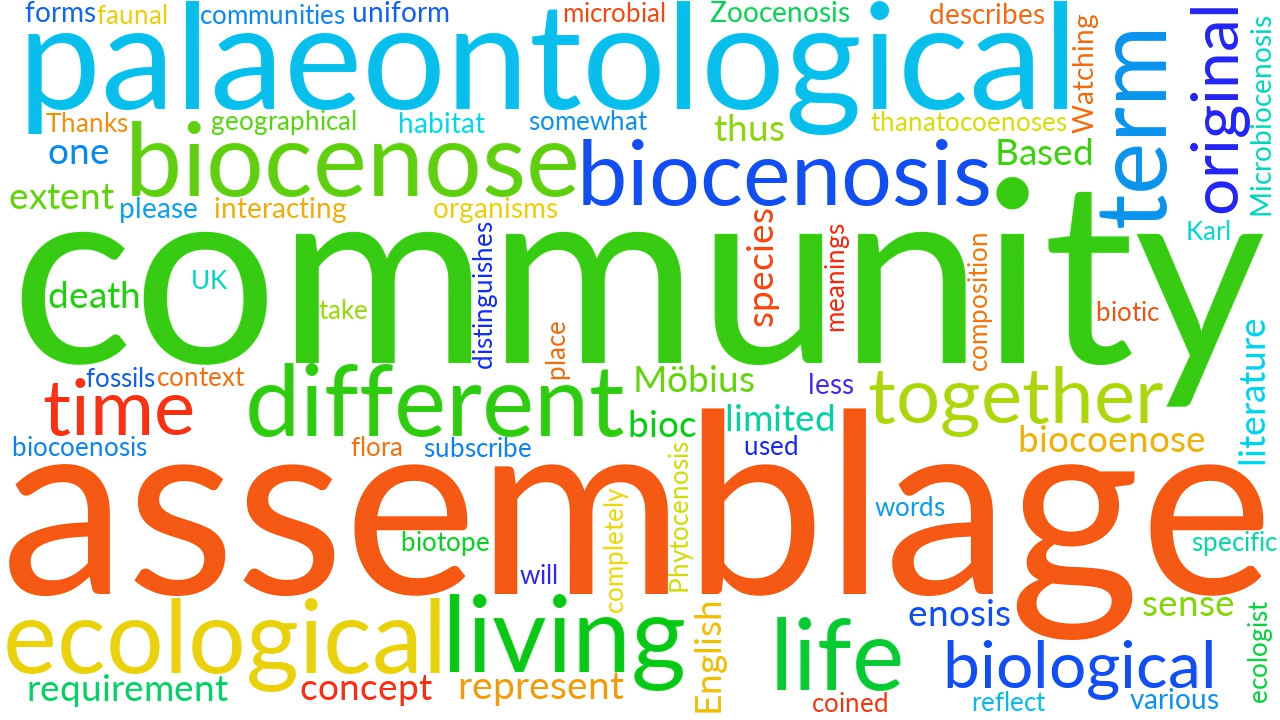 forms faunal communities uniform microbial Zoocenosis describes
palaeontological
Watching
term
original
Microbiocenosis
Thanks geographical habitat somewhat thus thanatocoenoses
one biocenose biocenosis Based
extent please interacting organisms
community
Karl
death UK take distinguishes place species meanings composition biotic
fossils context
time different Möbius less together
literature
bioc limited biocoenose
biocoenosis flora subscribe used
assemblage
words
biotope will completely Phytocenosis specific
ecological living English life enosis sense
biological
ecologist
requirement concept represent coined reflect various